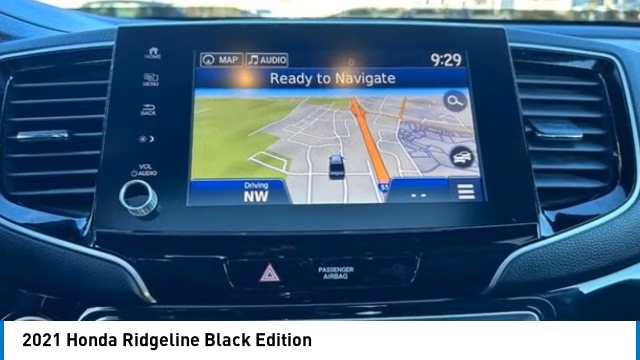 HOME
MAP
AUDIO
9:29
Ready to Navigate
MENU
BACK
VOL
AUDIO
Driving
NW
55
- -
PASSENGER
AIRBAG
2021 Honda Ridgeline Black Edition